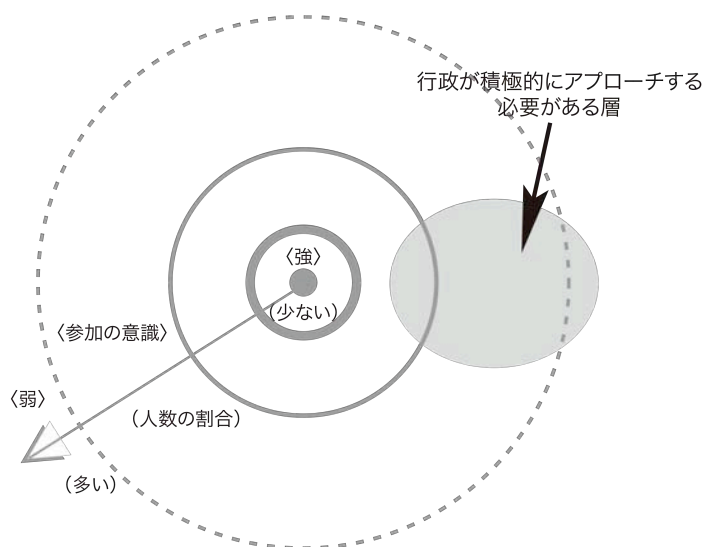 行政が積極的にアプローチする
必要がある層
〈強〉
(少ない)
〈参加の意識〉
〈弱〉
(人数の割合)
(多い)